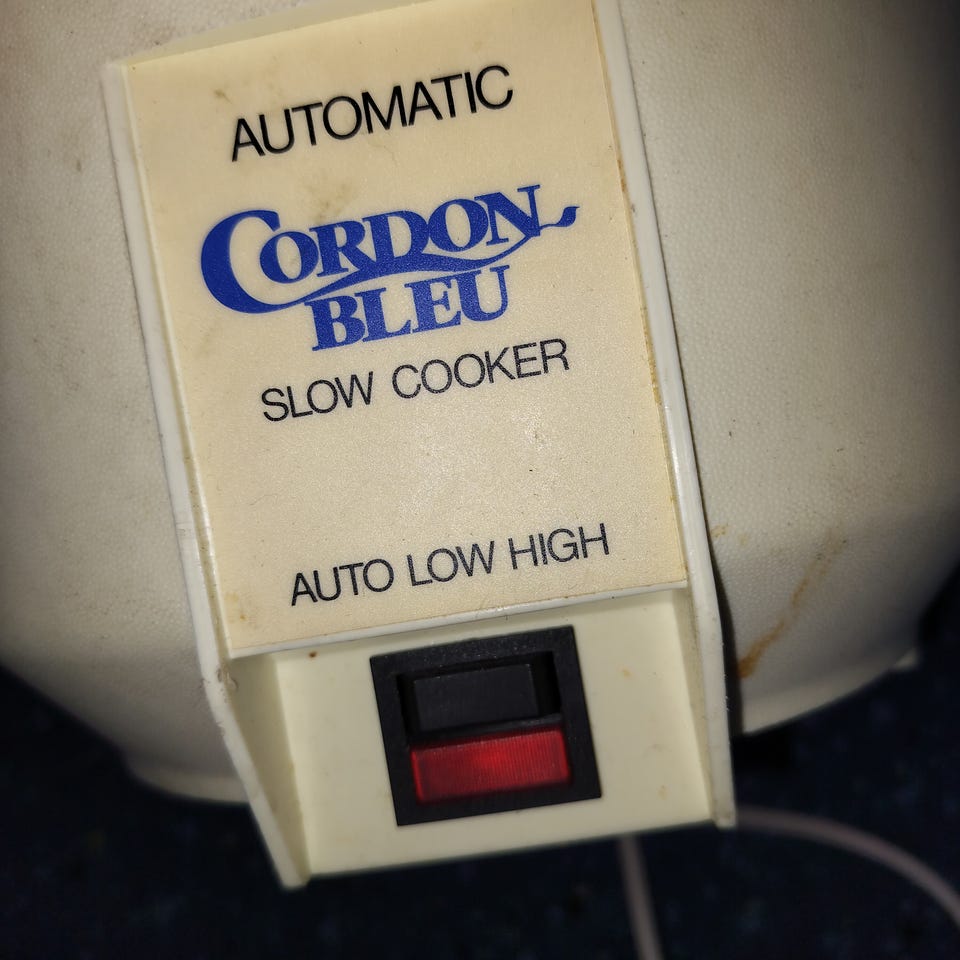 AUTOMATIC
CORDON
BLEU
SLOW COOKER
AUTO LOW HIGH